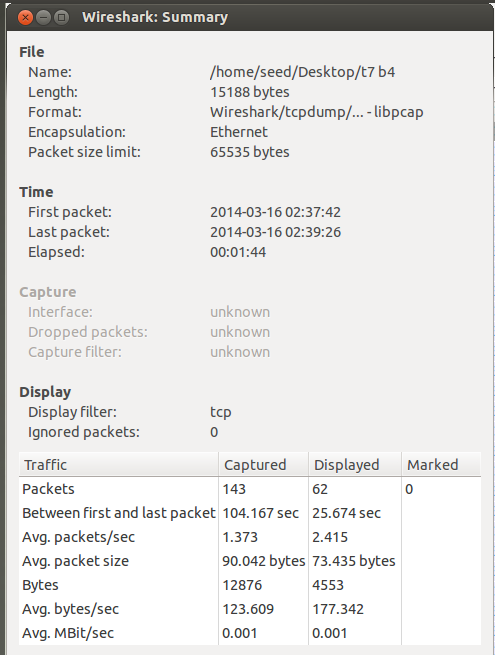 Wireshark: Summary
File
Name: /home/seed/Desktop/t7 b4
Length: 15188 bytes
Format: Wireshark/tcpdump/... - libpcap
Encapsulation: Ethernet
Packet size limit: 65535 bytes
Time
First packet: 2014-03-16 02:37:42
Last packet: 2014-03-16 02:39:26
Elapsed: 00:01:44
Capture
Interface: unknown
Dropped packets: unknown
Capture filter: unknown
Display
Display filter: tcp
Ignored packets: 0
Traffic Captured Displayed Marked
Packets 143 62 0
Between first and last packet 104.167 sec 25.674 sec
Avg. packets/sec 1.373 2.415
Avg. packet size 90.042 bytes 73.435 bytes
Bytes 12876 4553
Avg. bytes/sec 123.609 177.342
Avg. MBit/sec 0.001 0.001